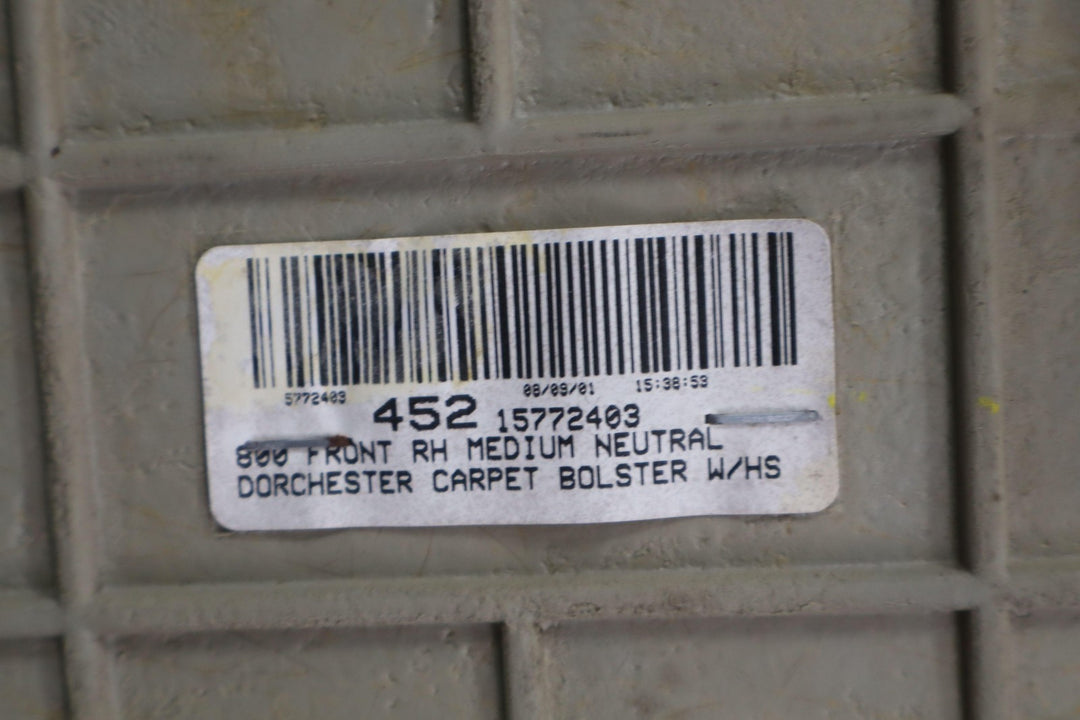 5772403 08/09/01 15:38:53
452 15772403
800 FRONT RH MEDIUM NEUTRAL
DORCHESTER CARPET BOLSTER W/HS